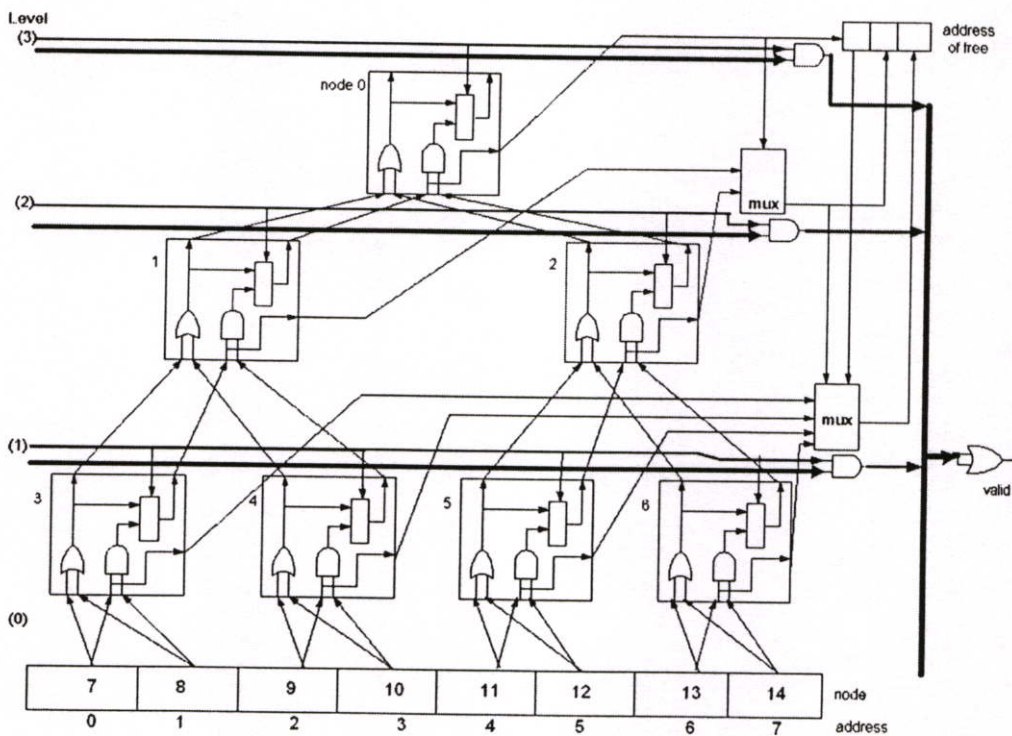 Level
(3)
address
of free
node 0
mux
(2)
1
2
mux
(1)
valid
3
4
5
6
(0)
7 8 9 10 11 12 13 14 node
0 1 2 3 4 5 6 7 address